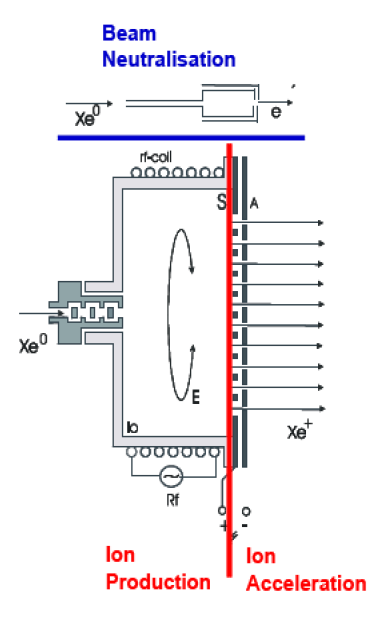 Beam
Neutralisation
Xe0
e
rf-coil
S
A
Xe0
E
Io
Xe+
Rf
+ -
Ion
Production
Ion
Acceleration